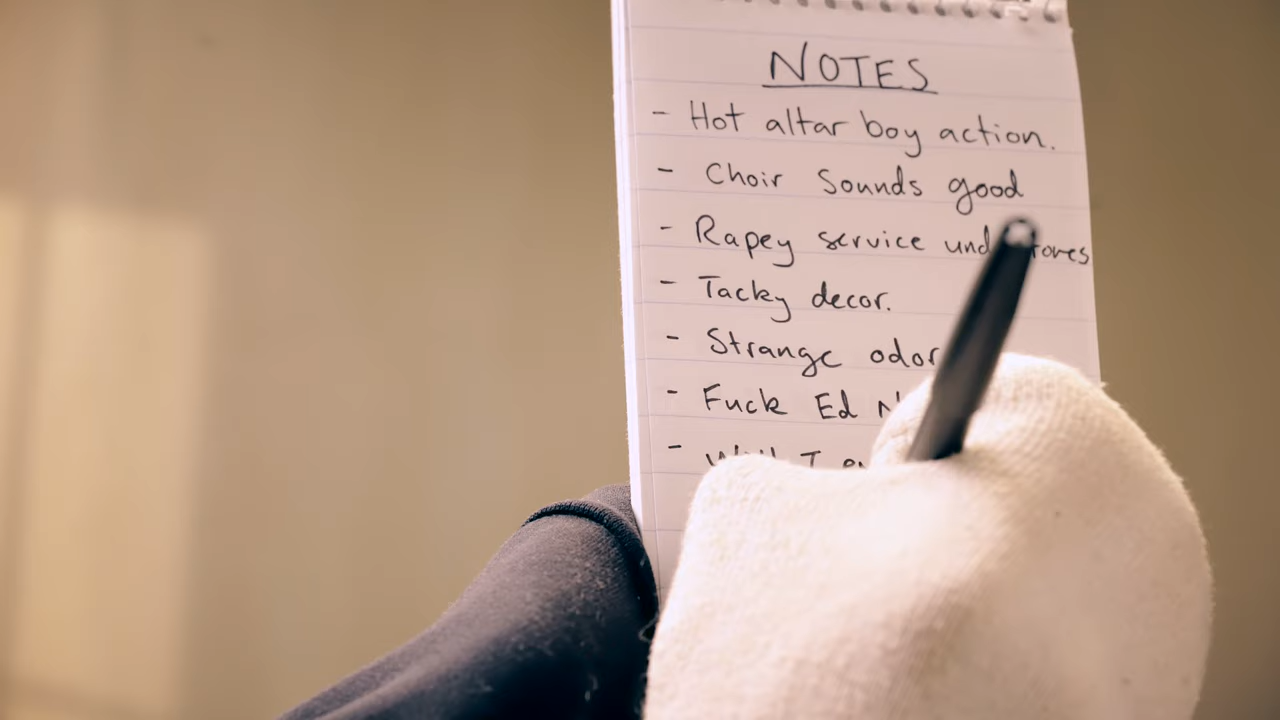 NOTES
- Hot altar boy action.
- Choir Sounds good
- Rapey service
- Tacky decor.
- Strange odor
- Fuck Ed